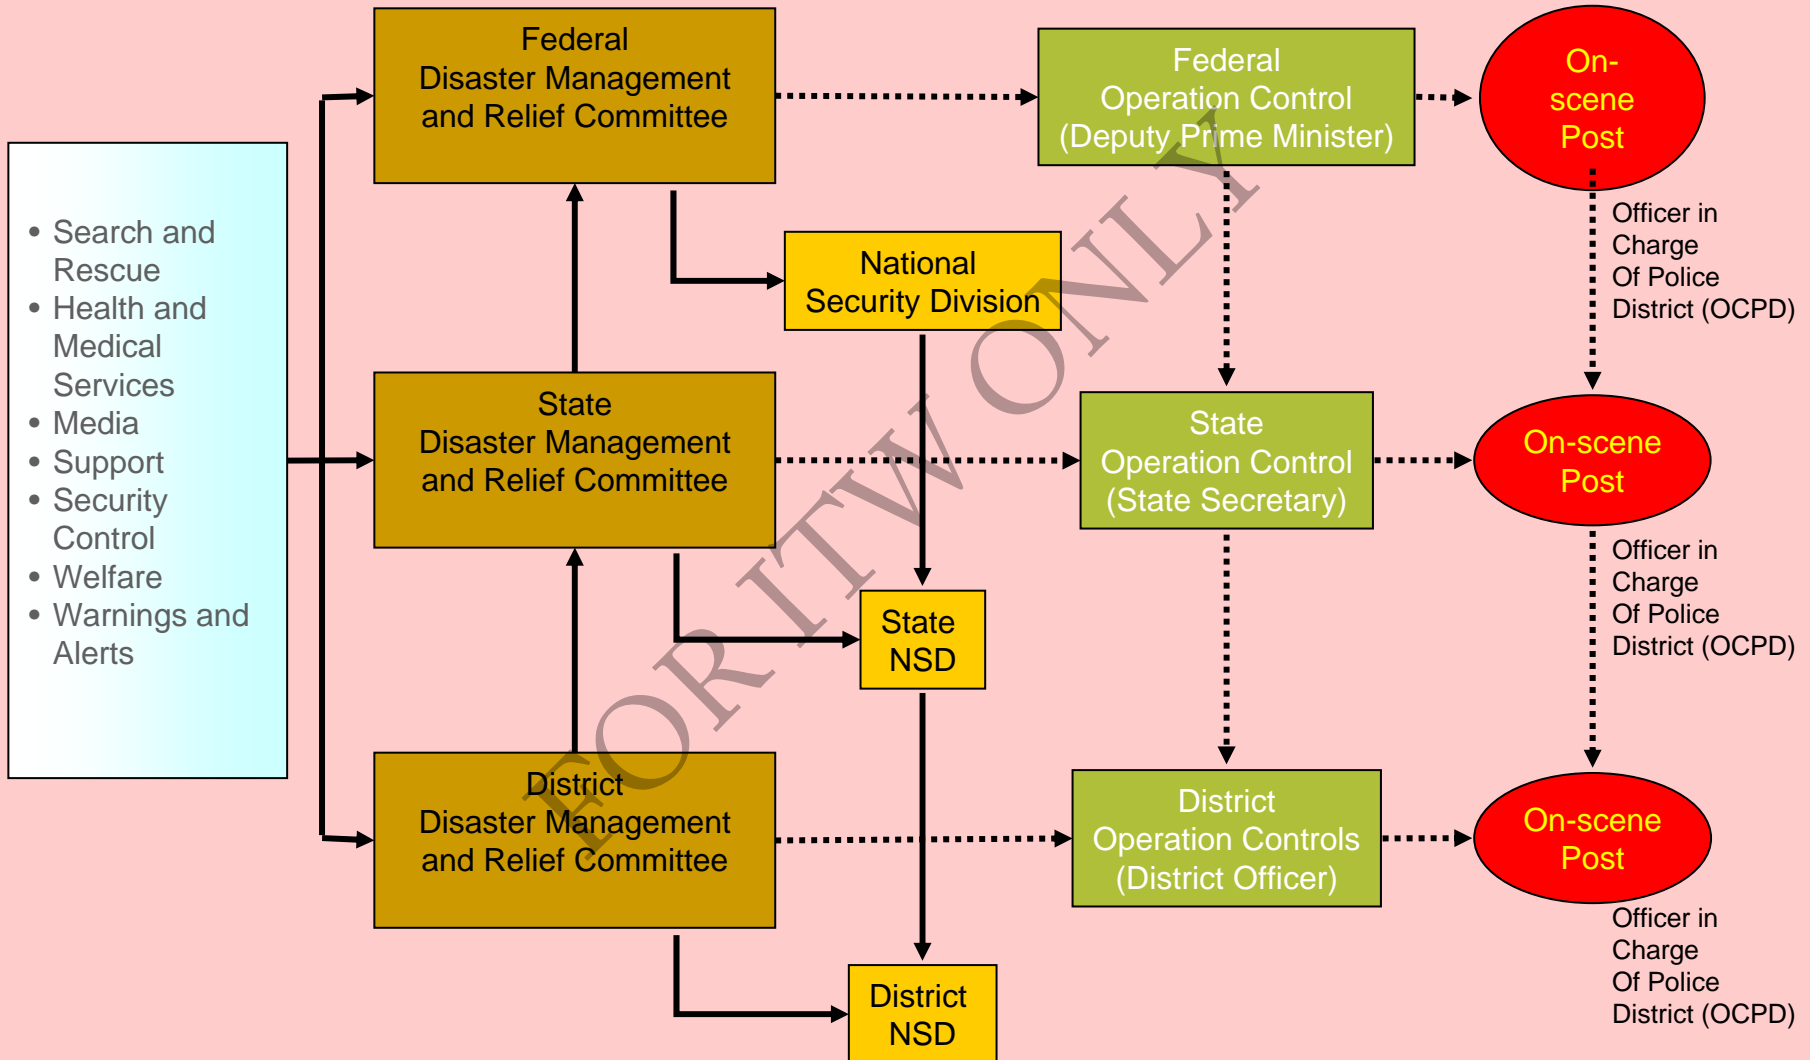 Federal
Disaster Management
and Relief Committee
Federal
Operation Control
(Deputy Prime Minister)
On-
scene
Post
Officer in
Charge
Of Police
District (OCPD)
• Search and
Rescue
• Health and
Medical
Services
• Media
• Support
• Security
Control
• Welfare
• Warnings and
Alerts
National
Security Division
State
Disaster Management
and Relief Committee
State
Operation Control
(State Secretary)
On-scene
Post
Officer in
Charge
Of Police
District (OCPD)
State
NSD
District
Disaster Management
and Relief Committee
District
Operation Controls
(District Officer)
On-scene
Post
Officer in
Charge
Of Police
District (OCPD)
District
NSD
FOR ITW ONLY